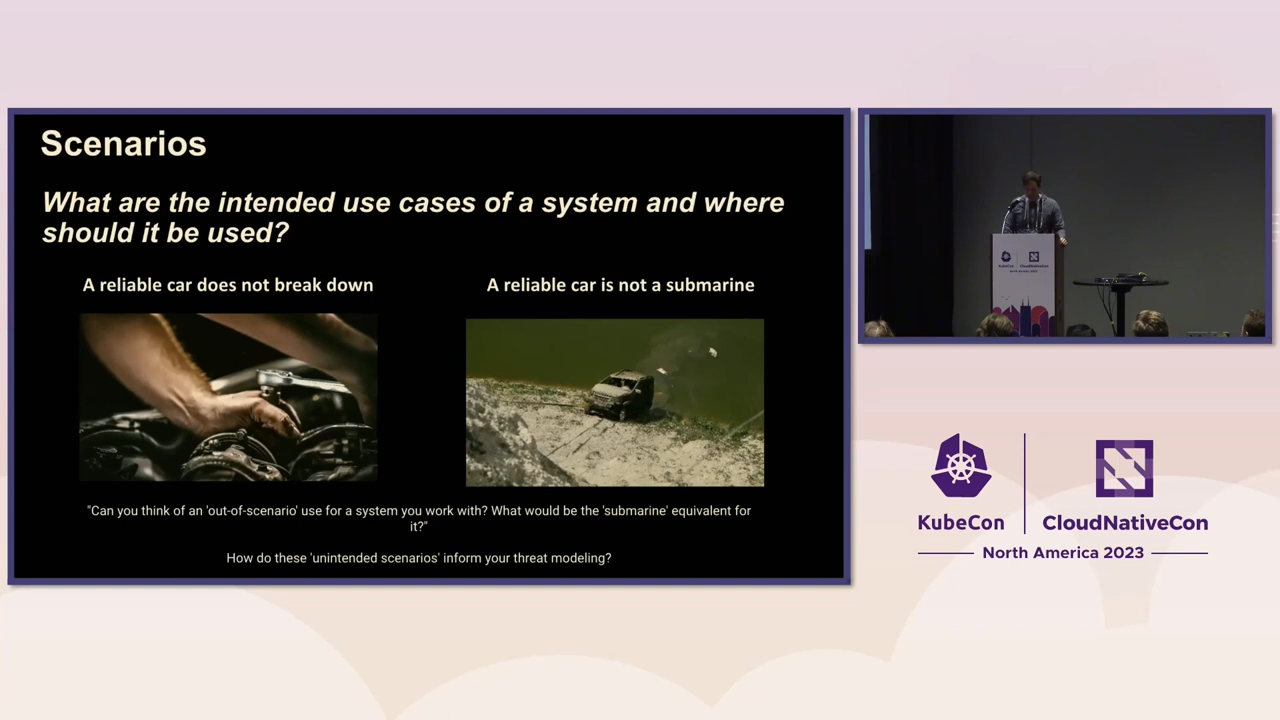 Scenarios
What are the intended use cases of a system and where
should it be used?
A reliable car does not break down
A reliable car is not a submarine
"Can you think of an 'out-of-scenario' use for a system you work with? What would be the 'submarine' equivalent for
it?"
How do these 'unintended scenarios' inform your threat modeling?
KubeCon
CloudNativeCon
KubeCon
CloudNativeCon
North America 2023